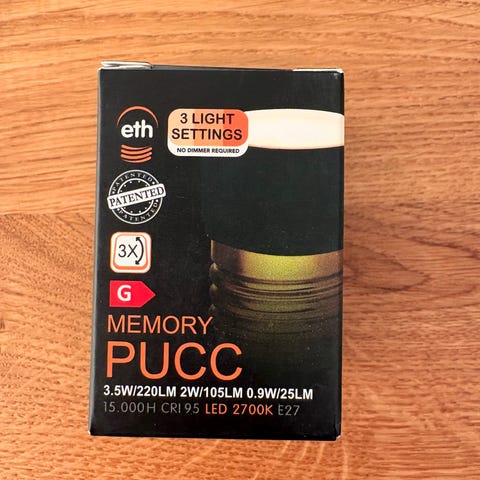 eth
3 LIGHT
SETTINGS
NO DIMMER REQUIRED
PATENTED
PATENTED
PATENTED
3X
G
MEMORY
PUCC
3.5W/220LM 2W/105LM 0.9W/25LM
15.000H CRI 95 LED 2700K E27